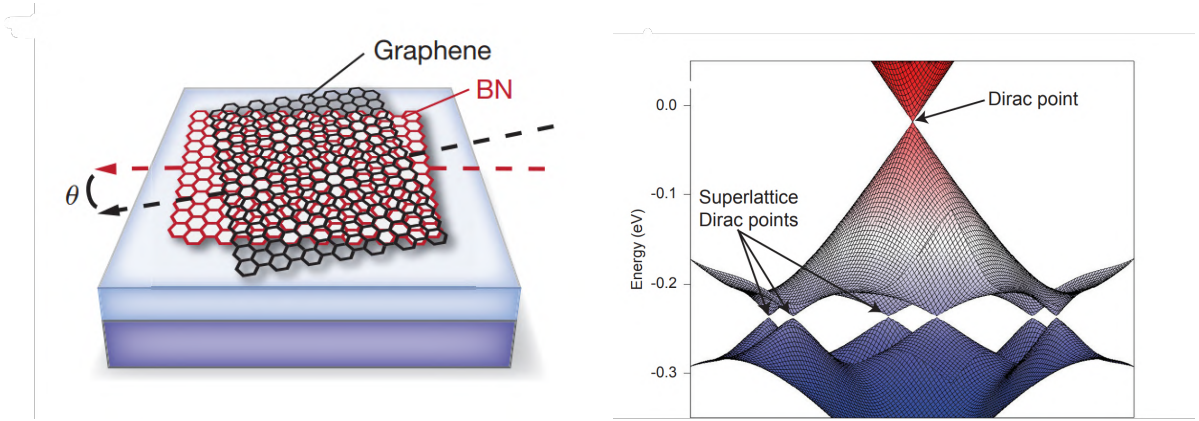 Graphene
BN
θ
Dirac point
Superlattice
Dirac points
Energy (eV)
0.0
-0.1
-0.2
-0.3